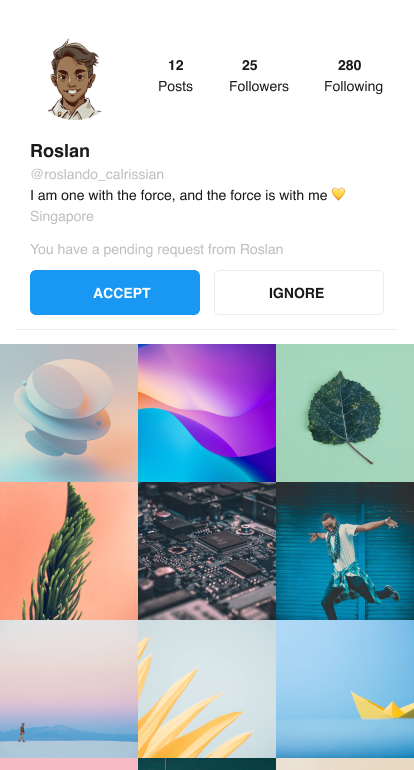 12 25 280
Posts Followers Following
Roslan
@roslando_calrissian
I am one with the force, and the force is with me 💛
Singapore
You have a pending request from Roslan
ACCEPT IGNORE